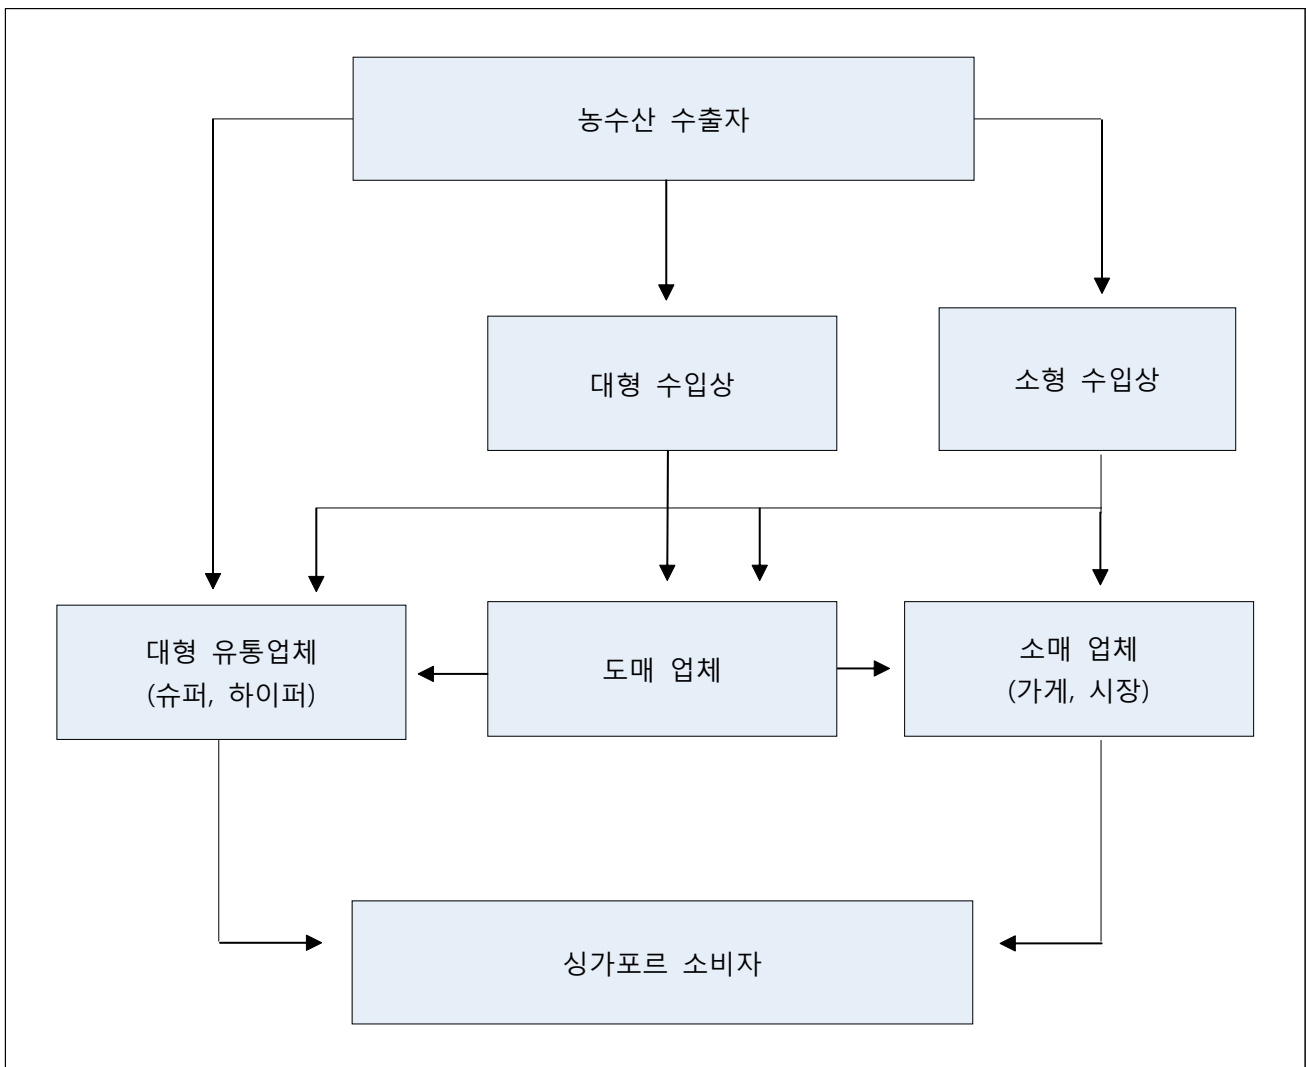 농수산 수출자
대형 수입상
소형 수입상
대형 유통업체
(슈퍼, 하이퍼)
도매 업체
소매 업체
(가게, 시장)
싱가포르 소비자